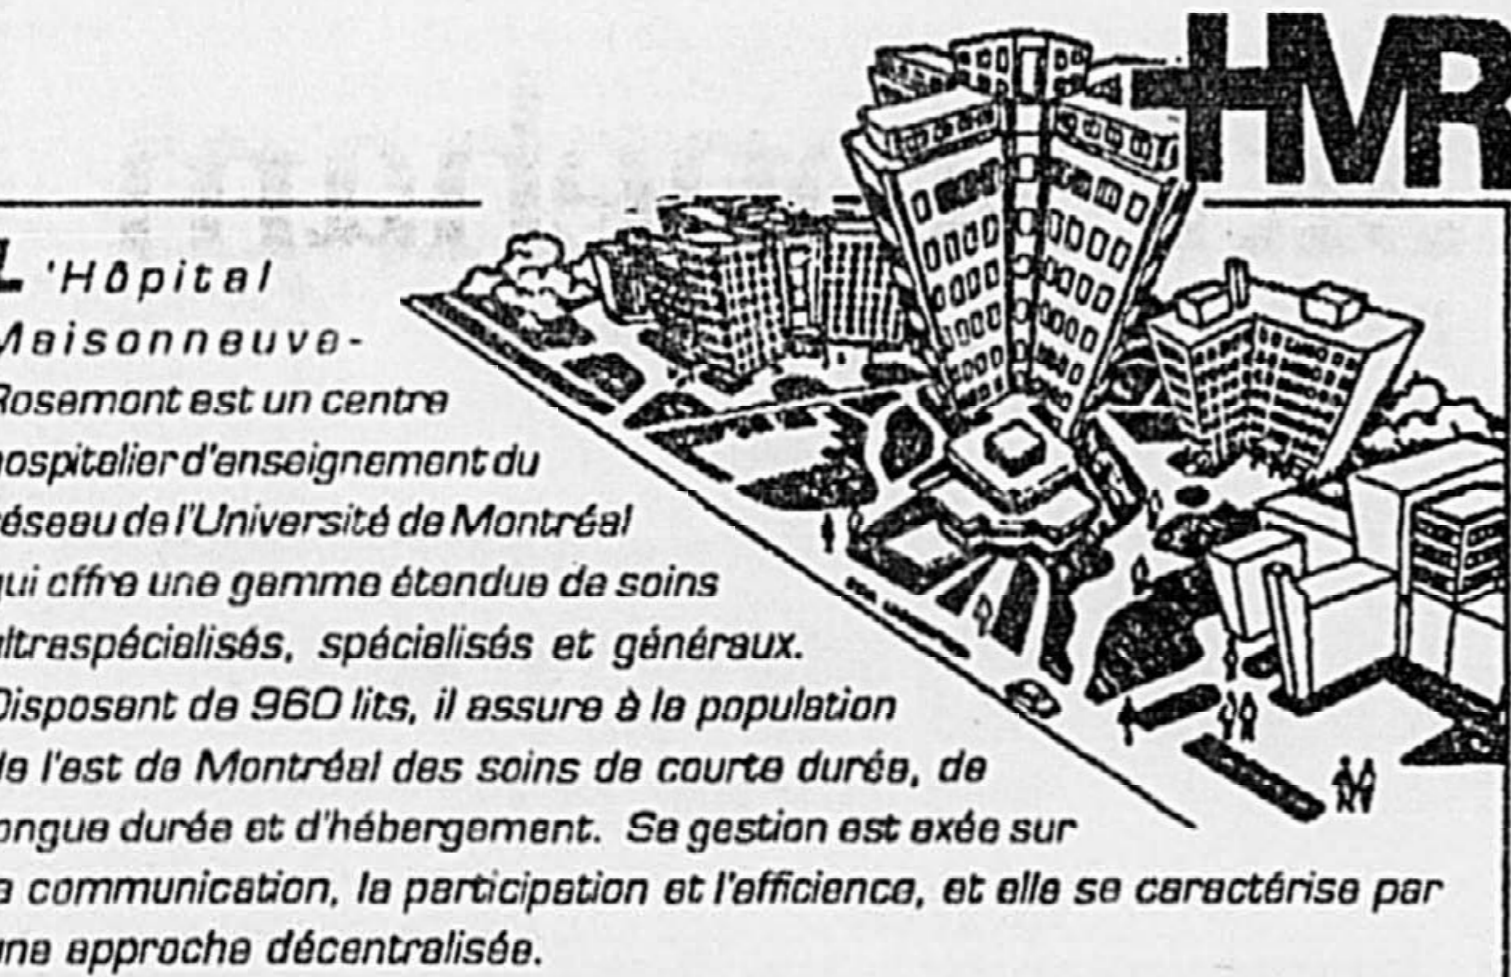 HMR
L'Hôpital
Maisonneuve-
Rosemont est un centre
hospitalier d'enseignement du
réseau de l'Université de Montréal
qui offre une gamme étendue de soins
ultraspécialisés, spécialisés et généraux.
Disposant de 960 lits, il assure à la population
de l'est de Montréal des soins de courte durée, de
longue durée et d'hébergement. Sa gestion est axée sur
la communication, la participation et l'efficience, et elle se caractérise par
une approche décentralisée.